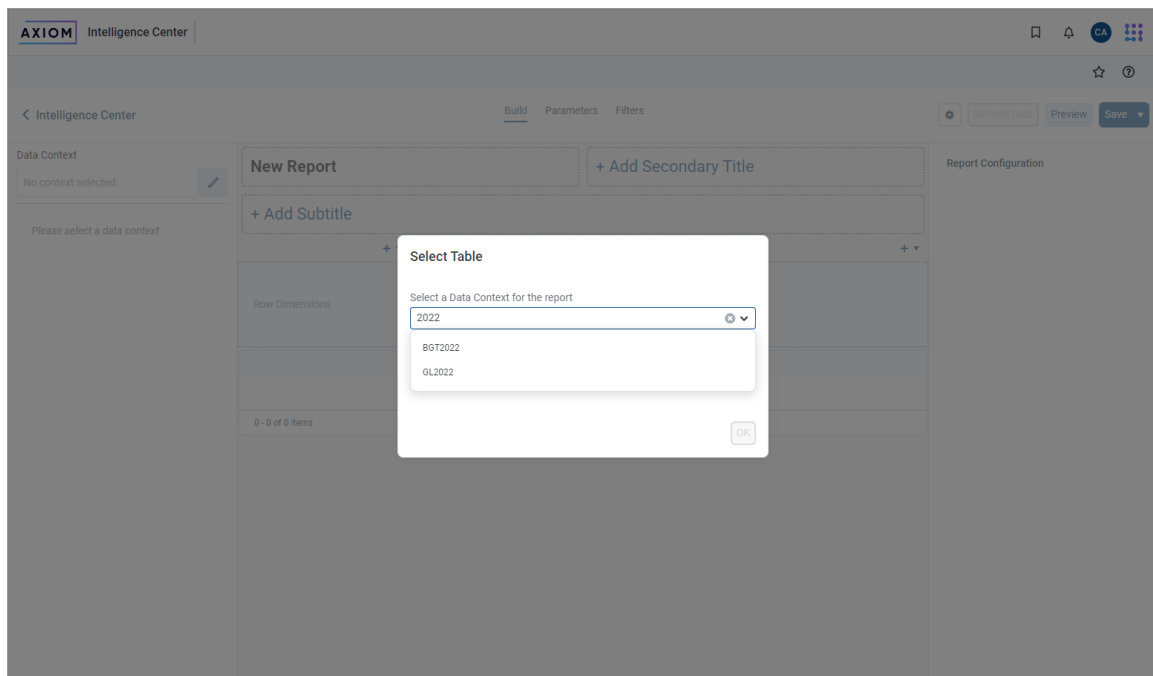 AXIOM Intelligence Center
CA
Intelligence Center
Build Parameters Filters
Refresh Data Preview Save
Data Context
No context selected
Please select a data context
New Report
+ Add Secondary Title
Report Configuration
+ Add Subtitle
+
+
Row Dimensions
Select Table
Select a Data Context for the report
2022
BGT2022
GL2022
OK
0 - 0 of 0 items